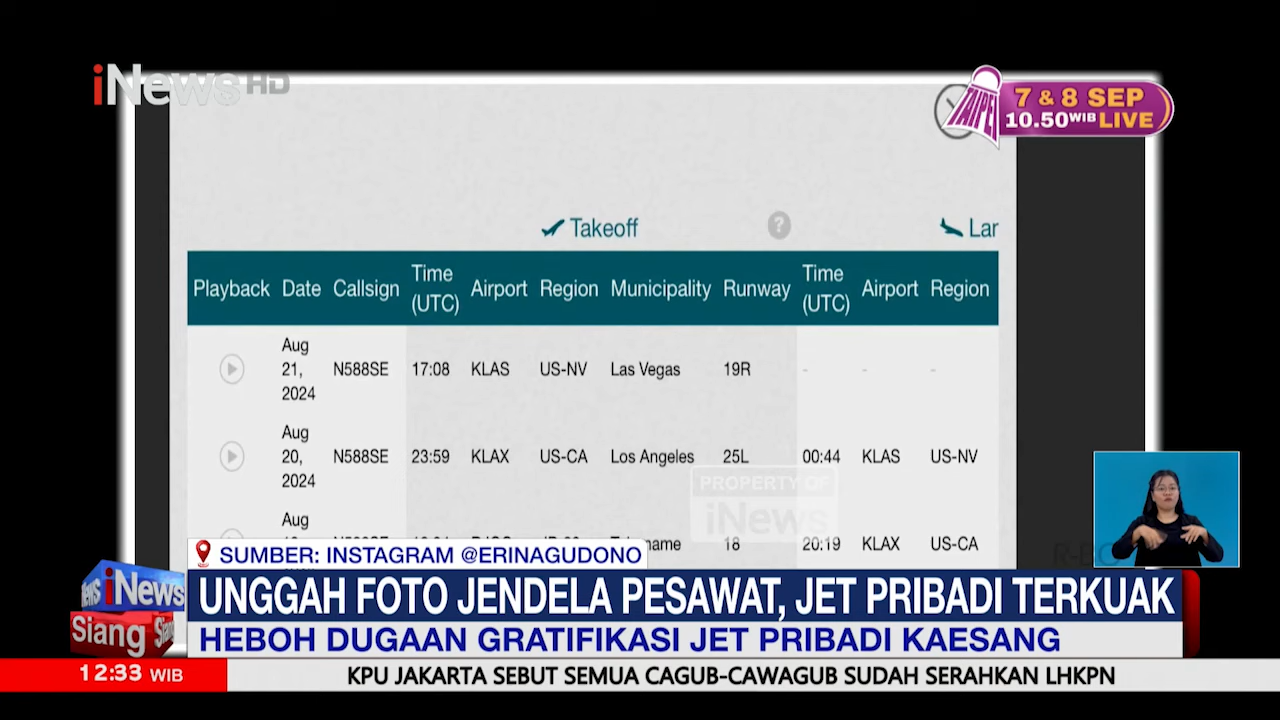 iNews HD
TAIPEI
7 & 8 SEP
10.50 WIB LIVE
Takeoff
?
Lan
Playback Date Callsign Time (UTC) Airport Region Municipality Runway Time (UTC) Airport Region
Aug 21, 2024 N588SE 17:08 KLAS US-NV Las Vegas 19R - - -
Aug 20, 2024 N588SE 23:59 KLAX US-CA Los Angeles 25L 00:44 KLAS US-NV
Aug 18 20:19 KLAX US-CA
PROPERTY OF
iNews
SUMBER: INSTAGRAM @ERINAGUDONO
UNGGAH FOTO JENDELA PESAWAT, JET PRIBADI TERKUAK
HEBOH DUGAAN GRATIFIKASI JET PRIBADI KAESANG
News iNews
Siang Siang
12:33 WIB
KPU JAKARTA SEBUT SEMUA CAGUB-CAWAGUB SUDAH SERAHKAN LHKPN